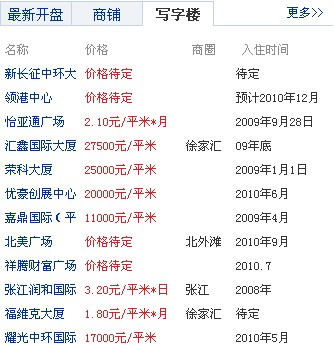 最新开盘 商铺 写字楼 更多>>
名称 价格 商圈 入住时间
新长征中环大 价格待定 待定
领港中心 价格待定 预计2010年12月
怡亚通广场 2.10元/平米*月 2009年9月28日
汇鑫国际大厦 27500元/平米 徐家汇 09年底
荣科大厦 25000元/平米 2009年1月1日
优豪创展中心 20000元/平米 2010年6月
嘉鼎国际(平 11000元/平米 2009年4月
北美广场 价格待定 北外滩 2010年9月
祥腾财富广场 价格待定 2010.7
张江润和国际 3.20元/平米*日 张江 2008年
福维克大厦 1.80元/平米*月 徐家汇 待定
耀光中环国际 17000元/平米 2010年5月